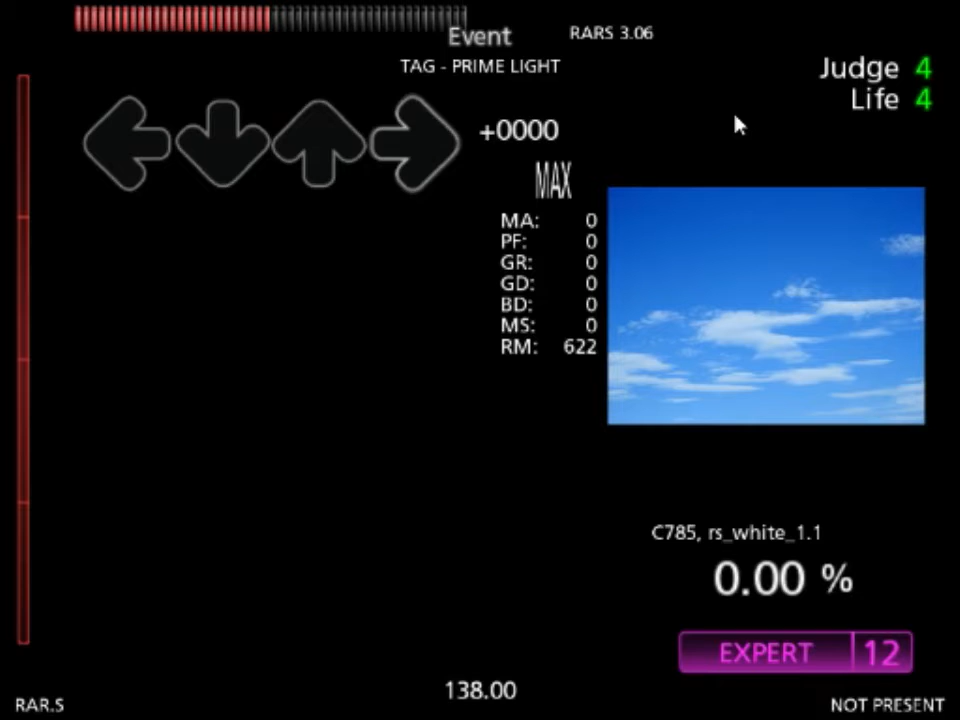 Event
RARS 3.06
TAG - PRIME LIGHT
Judge 4
Life 4
+0000
MAX
MA: 0
PF: 0
GR: 0
GD: 0
BD: 0
MS: 0
RM: 622
C785, rs_white_1.1
0.00 %
EXPERT 12
138.00
RAR.S
NOT PRESENT